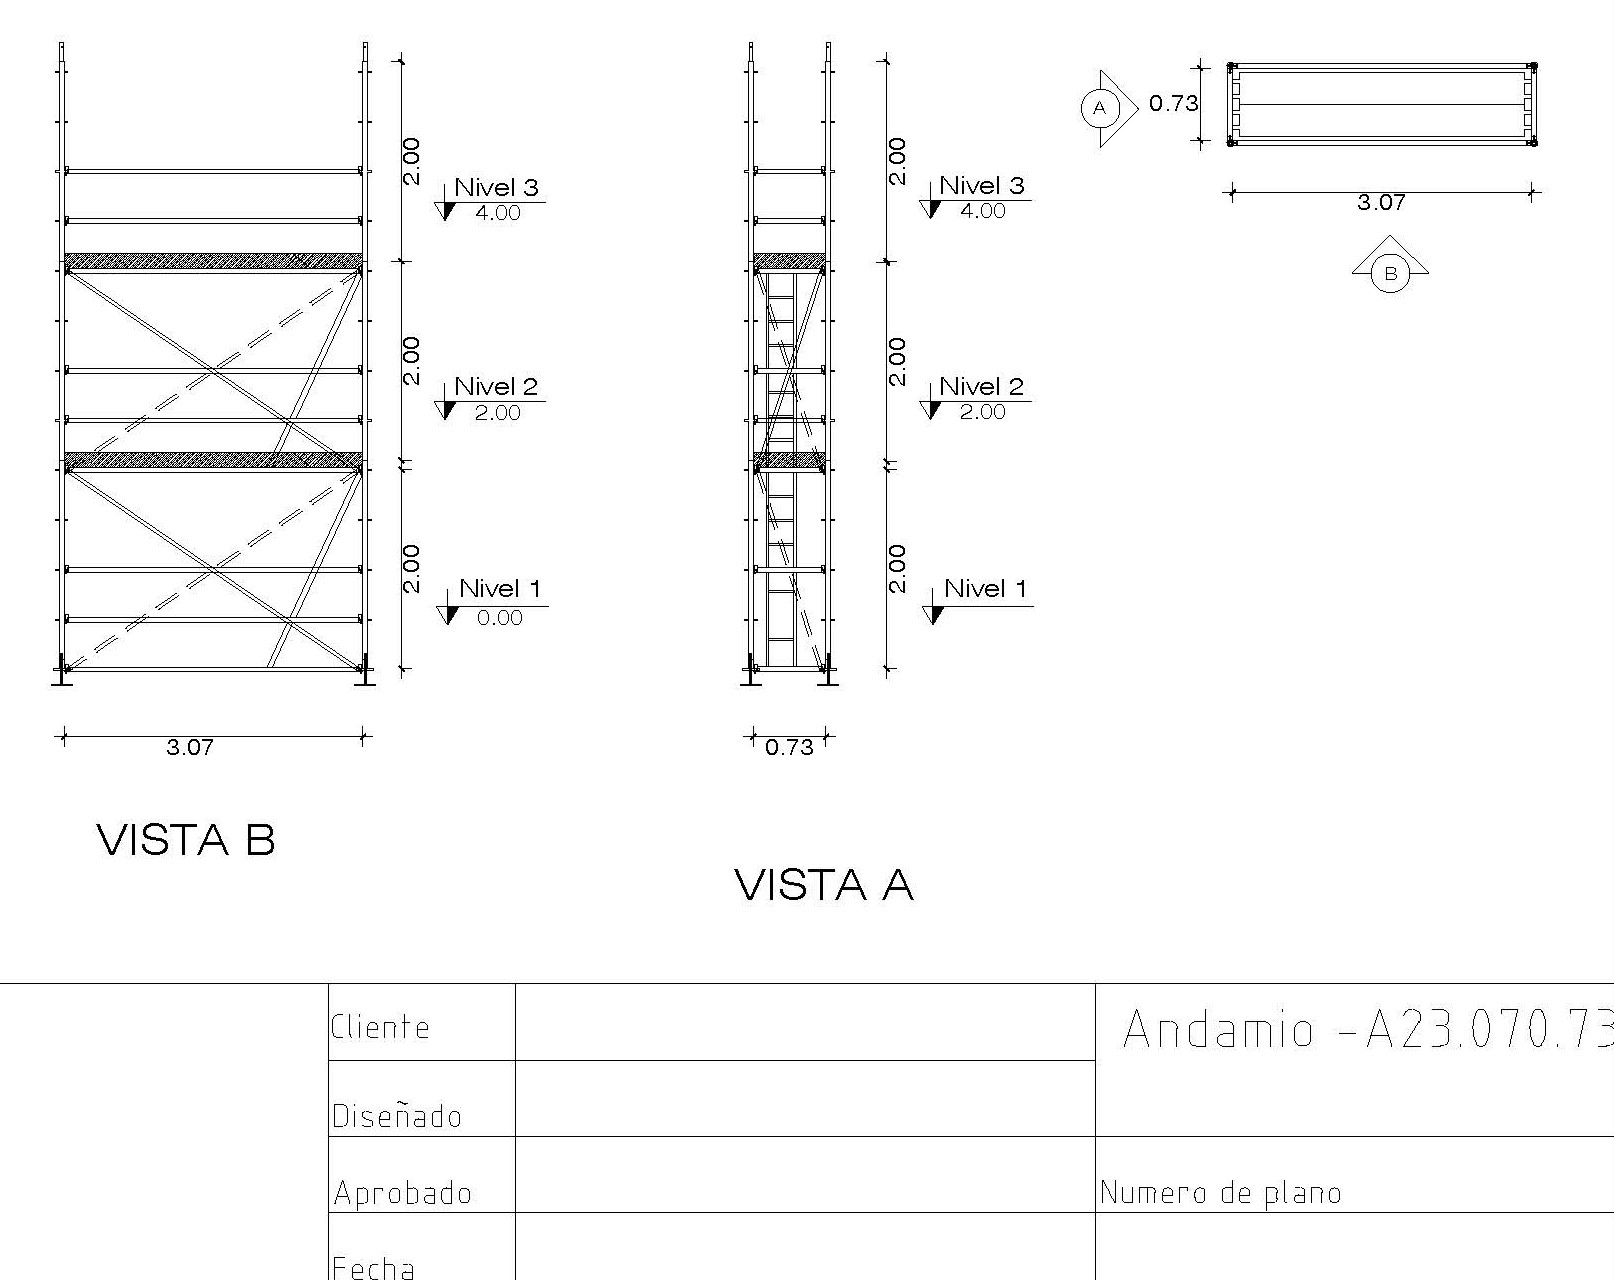 2.00
Nivel 3
4.00
2.00
Nivel 2
2.00
2.00
Nivel 1
0.00
3.07
VISTA B
2.00
Nivel 3
4.00
2.00
Nivel 2
2.00
2.00
Nivel 1
0.73
VISTA A
A
0.73
3.07
B
Cliente
Diseñado
Aprobado
Fecha
Andamio -A23.070.73
Numero de plano